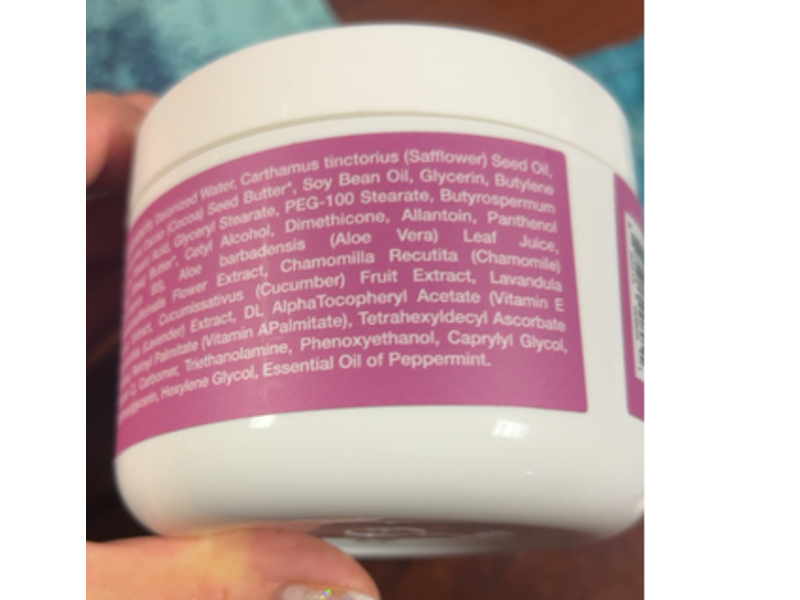 Water, Carthamus tinctorius (Safflower) Seed Oil,
(Cocoa) Seed Butter*, Soy Bean Oil, Glycerin, Butylene
Acid, Glyceryl Stearate, PEG-100 Stearate, Butyrospermum
Butter*, Cetyl Alcohol, Dimethicone, Allantoin, Panthenol
B5, Aloe barbadensis (Aloe Vera) Leaf Juice,
Flower Extract, Chamomilla Recutita (Chamomile)
Cucumissativus (Cucumber) Fruit Extract, Lavandula
Lavender) Extract, DL AlphaTocopheryl Acetate (Vitamin E
Palmitate (Vitamin APalmitate), Tetrahexyldecyl Ascorbate
C, Carbomer, Triethanolamine, Phenoxyethanol, Caprylyl Glycol,
Hexylene Glycol, Essential Oil of Peppermint.